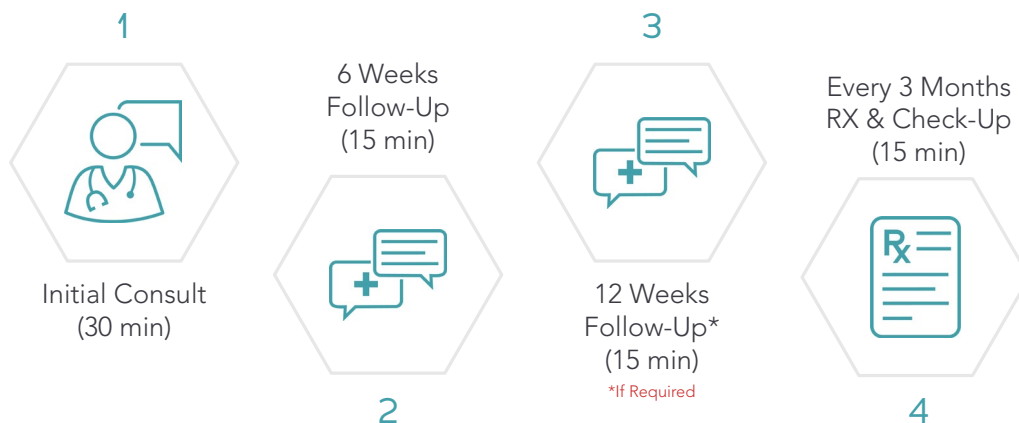 1
Initial Consult
(30 min)
6 Weeks
Follow-Up
(15 min)
2
3
12 Weeks
Follow-Up*
(15 min)
*If Required
Every 3 Months
RX & Check-Up
(15 min)
Rx
4